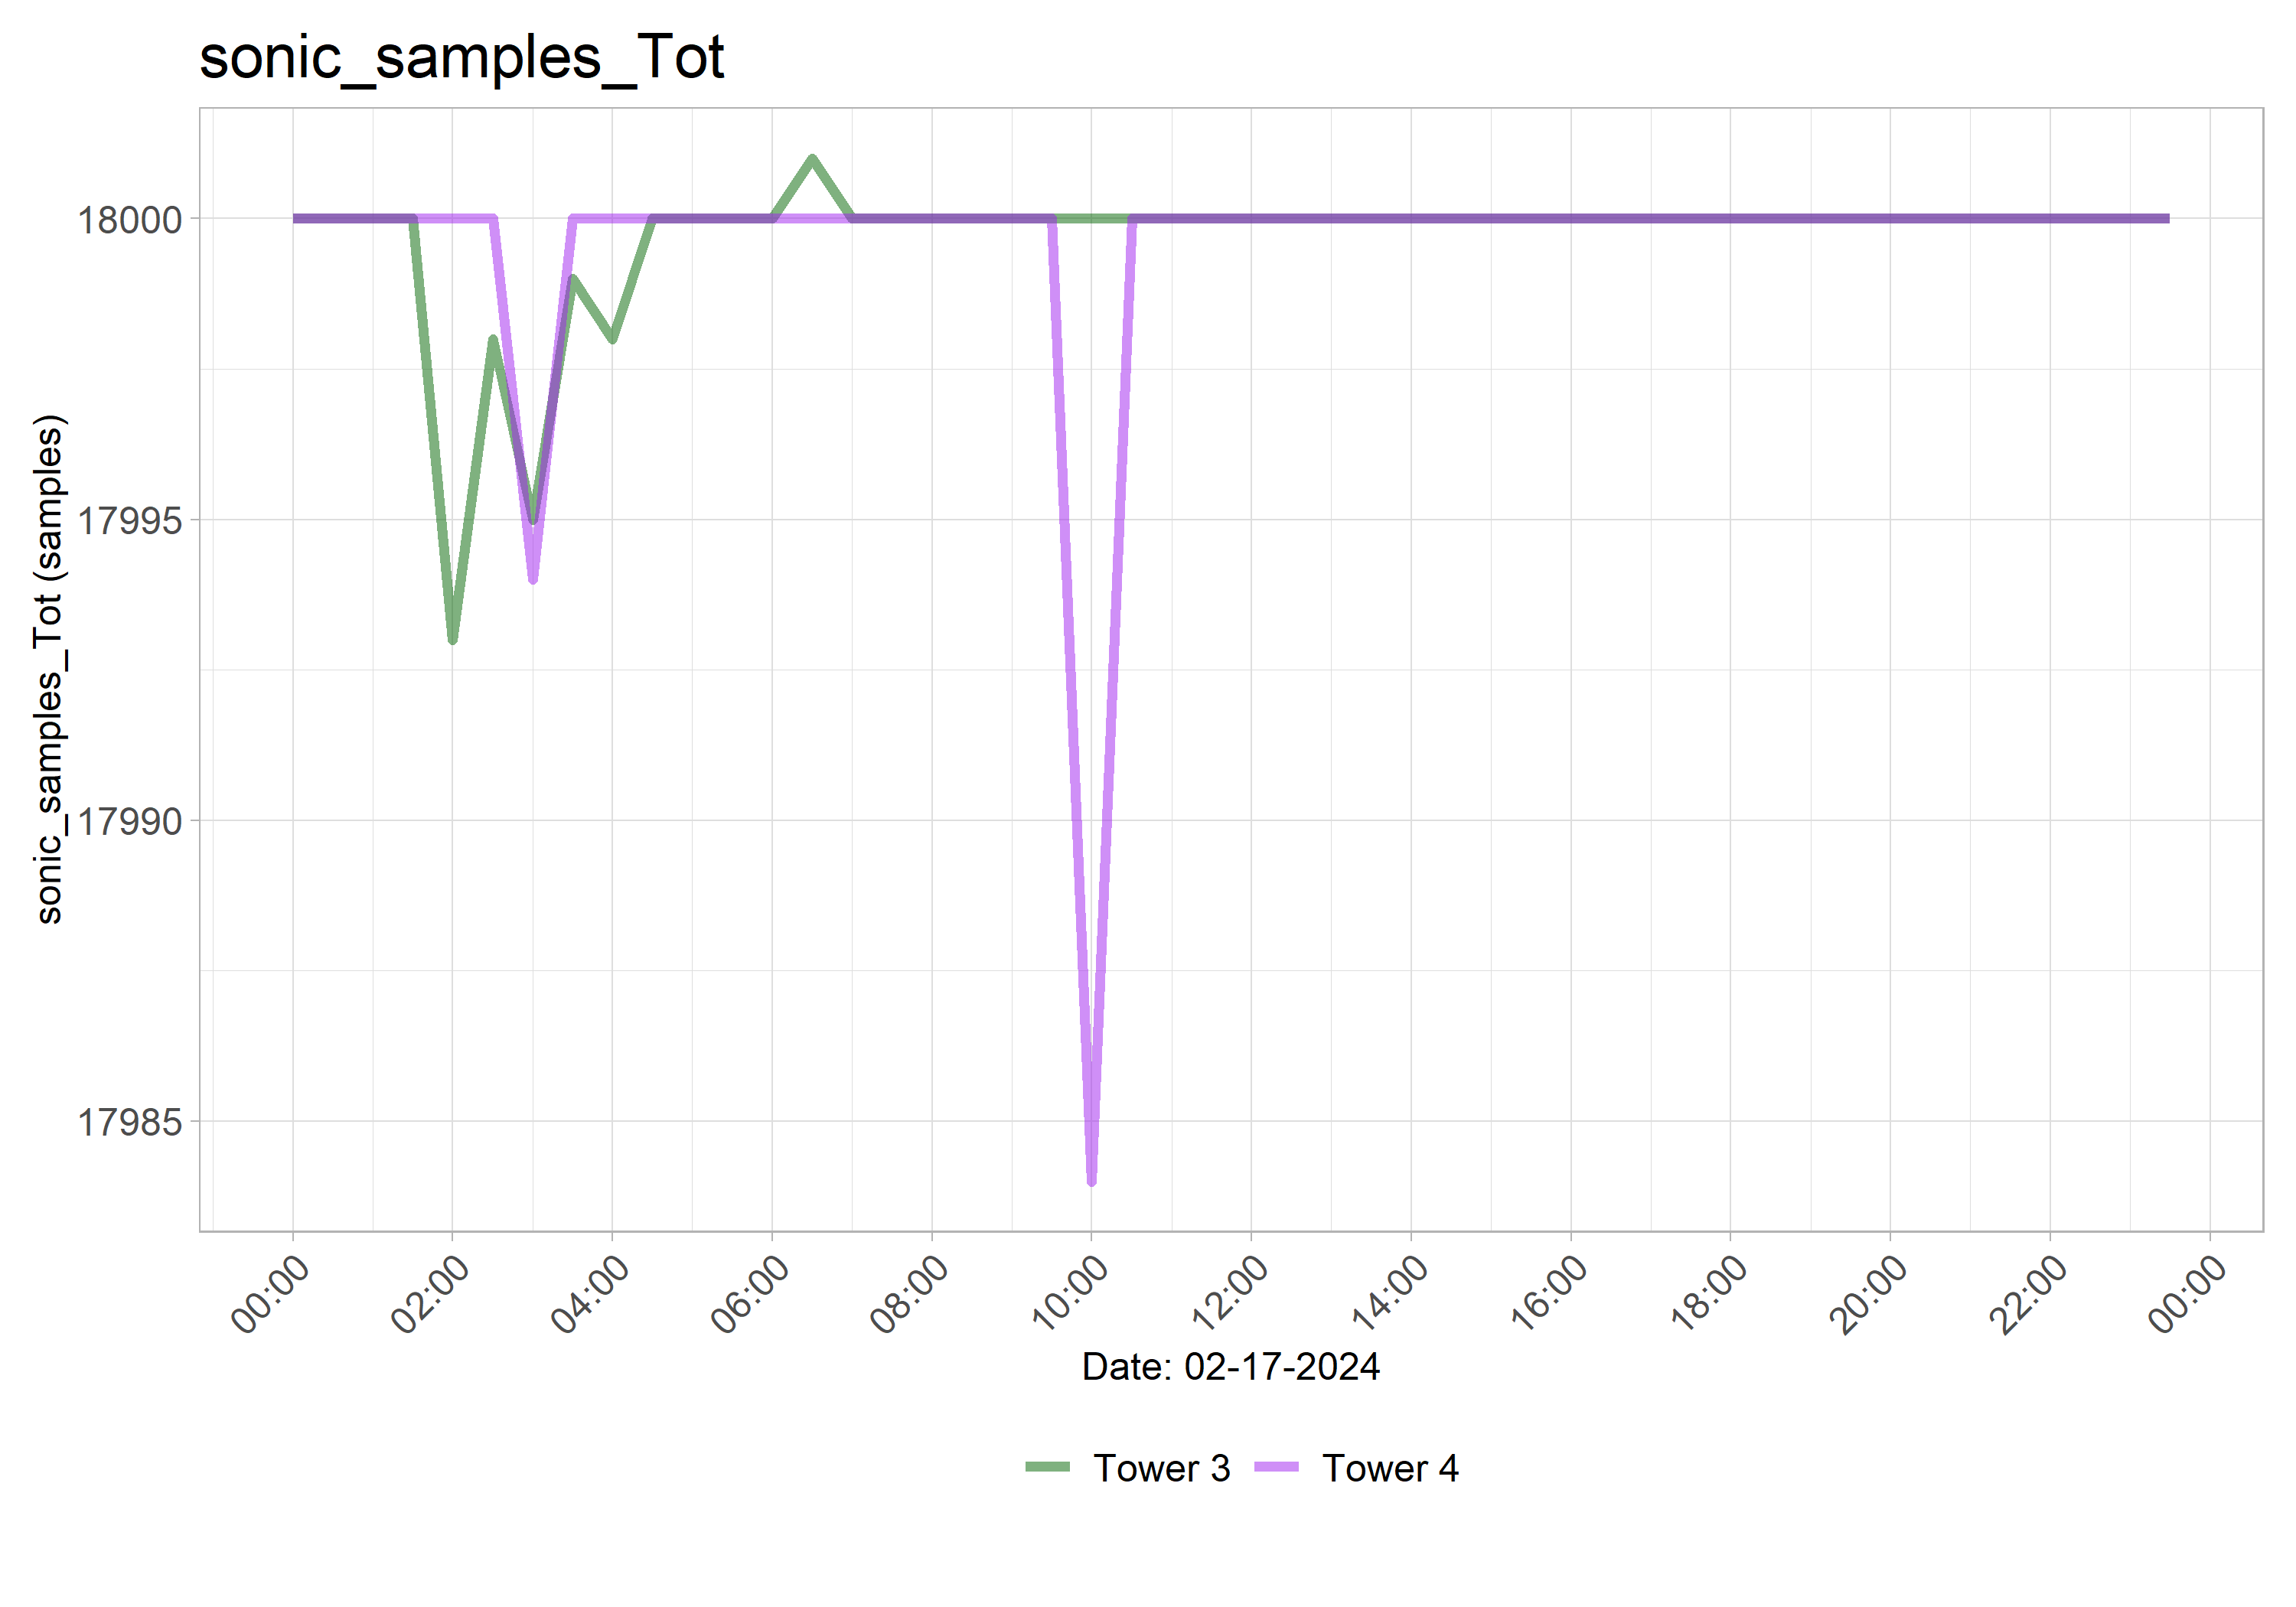 sonic_samples_Tot
sonic_samples_Tot (samples)
18000
17995
17990
17985
00:00 02:00 04:00 06:00 08:00 10:00 12:00 14:00 16:00 18:00 20:00 22:00 00:00
Date: 02-17-2024
Tower 3 Tower 4